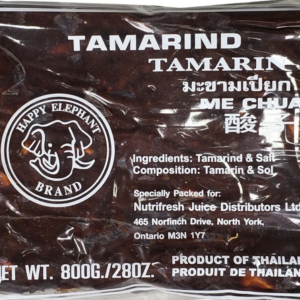 TAMARIND
TAMARIN
มะขามเปียก
ME CHUA
酸
HAPPY ELEPHANT
BRAND
Ingredients: Tamarind & Salt
Composition: Tamarin & Sel
Specially Packed for:
Nutrifresh Juice Distributors Ltd
465 Norfinch Drive, North York,
Ontario M3N 1Y7
NET WT. 800G./28OZ.
PRODUCT OF THAILAND
PRODUIT DE THAILAN